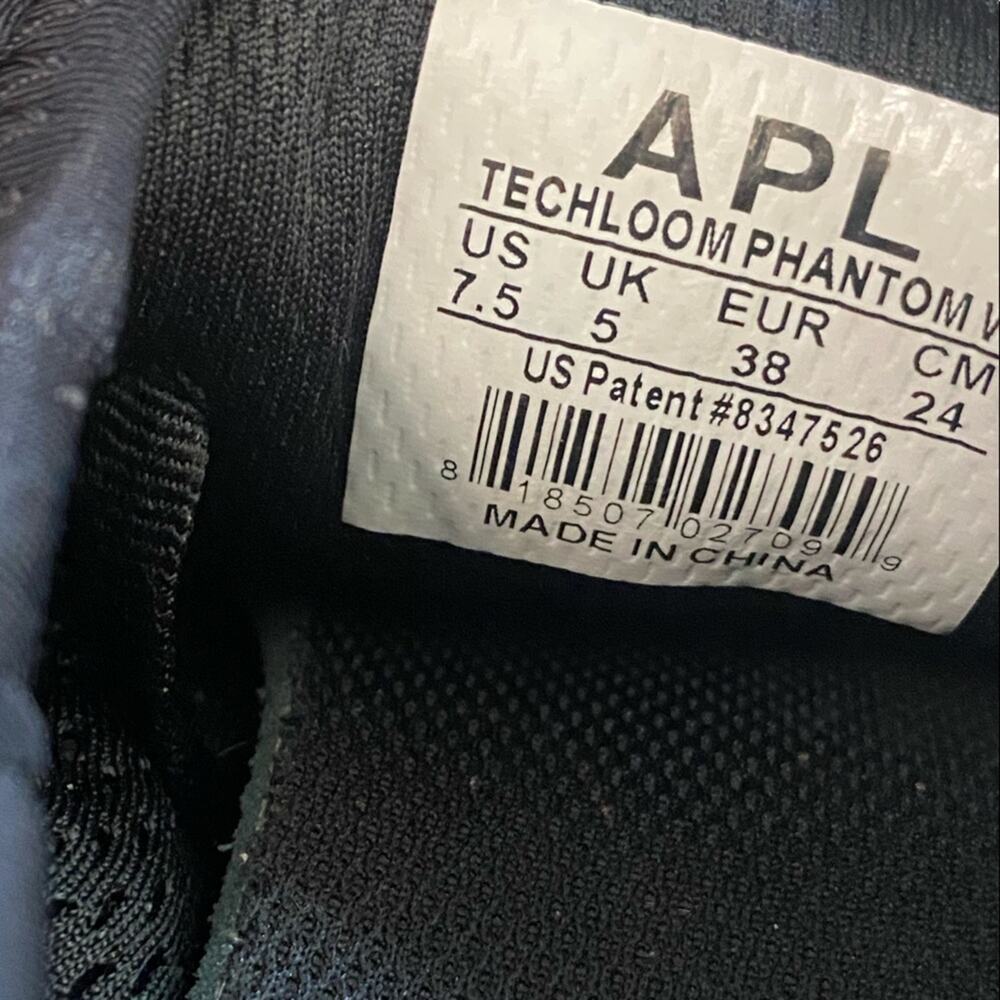 APL
TECHLOOM PHANTOM W
US UK EUR CM
7.5 5 38 24
US Patent #8347526
8 18507 02709 9
MADE IN CHINA